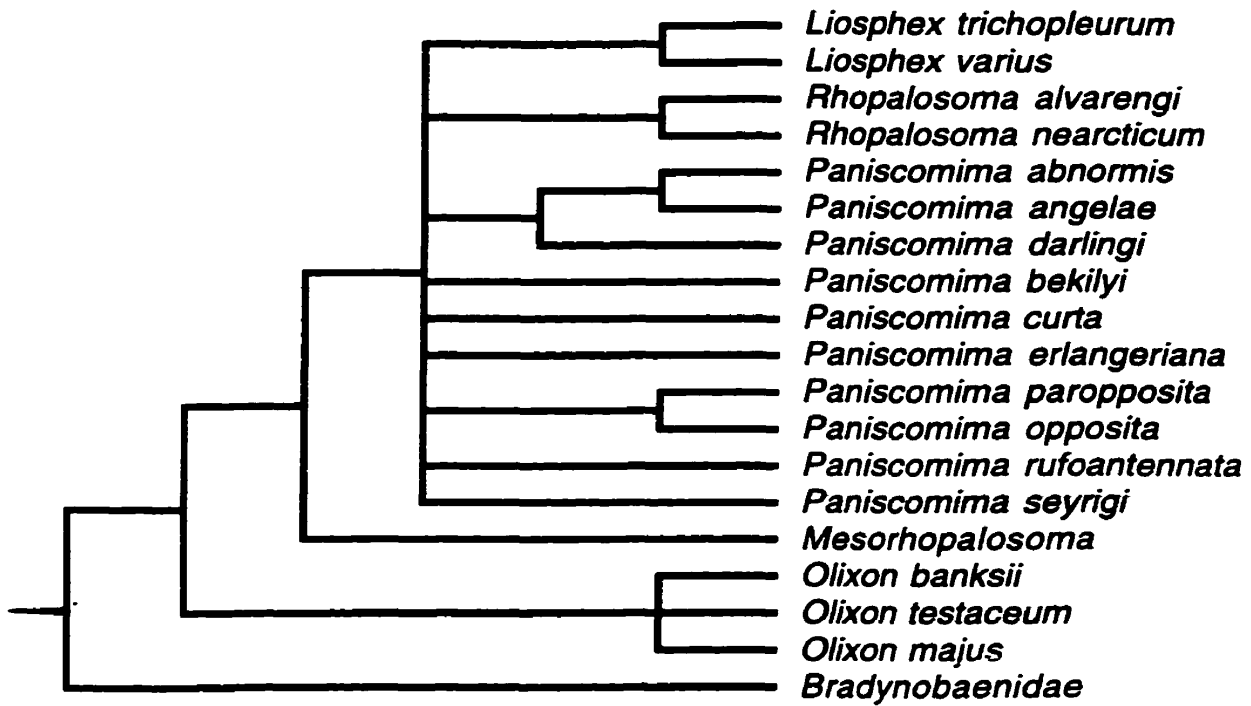 Liosphex trichopleurum
Liosphex varius
Rhopalosoma alvarengi
Rhopalosoma nearcticum
Paniscomima abnormis
Paniscomima angelae
Paniscomima darlingi
Paniscomima bekilyi
Paniscomima curta
Paniscomima erlangeriana
Paniscomima paropposita
Paniscomima opposita
Paniscomima rufoantennata
Paniscomima seyrigi
Mesorhopalosoma
Olixon banksii
Olixon testaceum
Olixon majus
Bradynobaenidae